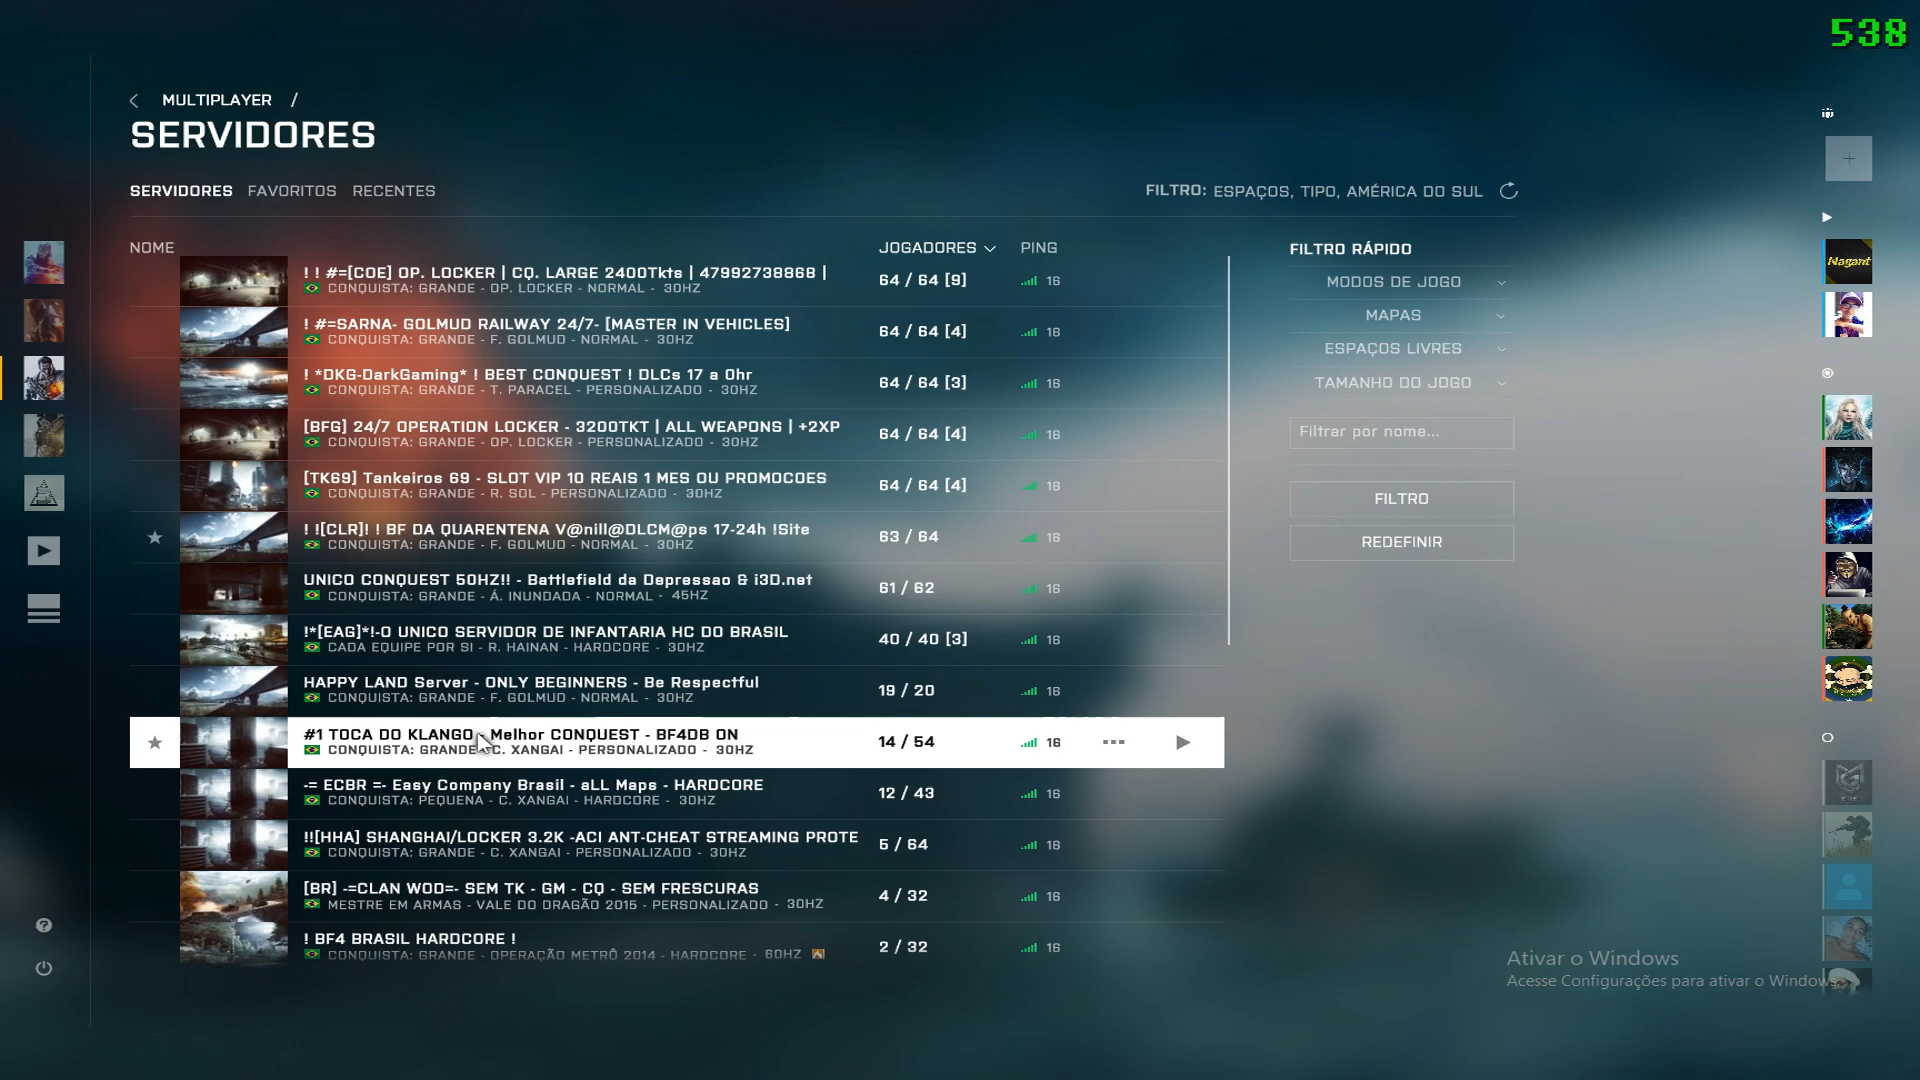 538
MULTIPLAYER /
SERVIDORES
SERVIDORES FAVORITOS RECENTES
FILTRO: ESPAÇOS, TIPO, AMÉRICA DO SUL
NOME JOGADORES PING
! ! #=[COE] OP. LOCKER | CQ. LARGE 2400Tkts | 47992738868 |
CONQUISTA: GRANDE - OP. LOCKER - NORMAL - 30HZ
64 / 64 [9] 16
! #=SARNA- GOLMUD RAILWAY 24/7- [MASTER IN VEHICLES]
CONQUISTA: GRANDE - F. GOLMUD - NORMAL - 30HZ
64 / 64 [4] 16
! *DKG-DarkGaming* ! BEST CONQUEST ! DLCs 17 a 0hr
CONQUISTA: GRANDE - T. PARACEL - PERSONALIZADO - 30HZ
64 / 64 [3] 16
[BFG] 24/7 OPERATION LOCKER - 3200TKT | ALL WEAPONS | +2XP
CONQUISTA: GRANDE - OP. LOCKER - PERSONALIZADO - 30HZ
64 / 64 [4] 16
[TK69] Tankeiros 69 - SLOT VIP 10 REAIS 1 MES OU PROMOCOES
CONQUISTA: GRANDE - R. SOL - PERSONALIZADO - 30HZ
64 / 64 [4] 16
! ![CLR]! ! BF DA QUARENTENA V@nill@DLCM@ps 17-24h !Site
CONQUISTA: GRANDE - F. GOLMUD - NORMAL - 30HZ
63 / 64 16
UNICO CONQUEST 50HZ!! - Battlefield da Depressao & i3D.net
CONQUISTA: GRANDE - Á. INUNDADA - NORMAL - 45HZ
61 / 62 16
!*[EAG]*!-O UNICO SERVIDOR DE INFANTARIA HC DO BRASIL
CADA EQUIPE POR SI - R. HAINAN - HARDCORE - 30HZ
40 / 40 [3] 16
HAPPY LAND Server - ONLY BEGINNERS - Be Respectful
CONQUISTA: GRANDE - F. GOLMUD - NORMAL - 30HZ
19 / 20 16
#1 TOCA DO KLANGO - Melhor CONQUEST - BF4DB ON
CONQUISTA: GRANDE - C. XANGAI - PERSONALIZADO - 30HZ
14 / 54 16
-= ECBR =- Easy Company Brasil - aLL Maps - HARDCORE
CONQUISTA: PEQUENA - C. XANGAI - HARDCORE - 30HZ
12 / 43 16
!![HHA] SHANGHAI/LOCKER 3.2K -ACI ANT-CHEAT STREAMING PROTE
CONQUISTA: GRANDE - C. XANGAI - PERSONALIZADO - 30HZ
5 / 64 16
[BR] -=CLAN WOD=- SEM TK - GM - CQ - SEM FRESCURAS
MESTRE EM ARMAS - VALE DO DRAGÃO 2015 - PERSONALIZADO - 30HZ
4 / 32 16
! BF4 BRASIL HARDCORE !
CONQUISTA: GRANDE - OPERAÇÃO METRÔ 2014 - HARDCORE - 60HZ
2 / 32 16
FILTRO RÁPIDO
MODOS DE JOGO
MAPAS
ESPAÇOS LIVRES
TAMANHO DO JOGO
Filtrar por nome...
FILTRO
REDEFINIR
Nagant
Ativar o Windows
Acesse Configurações para ativar o Windows.